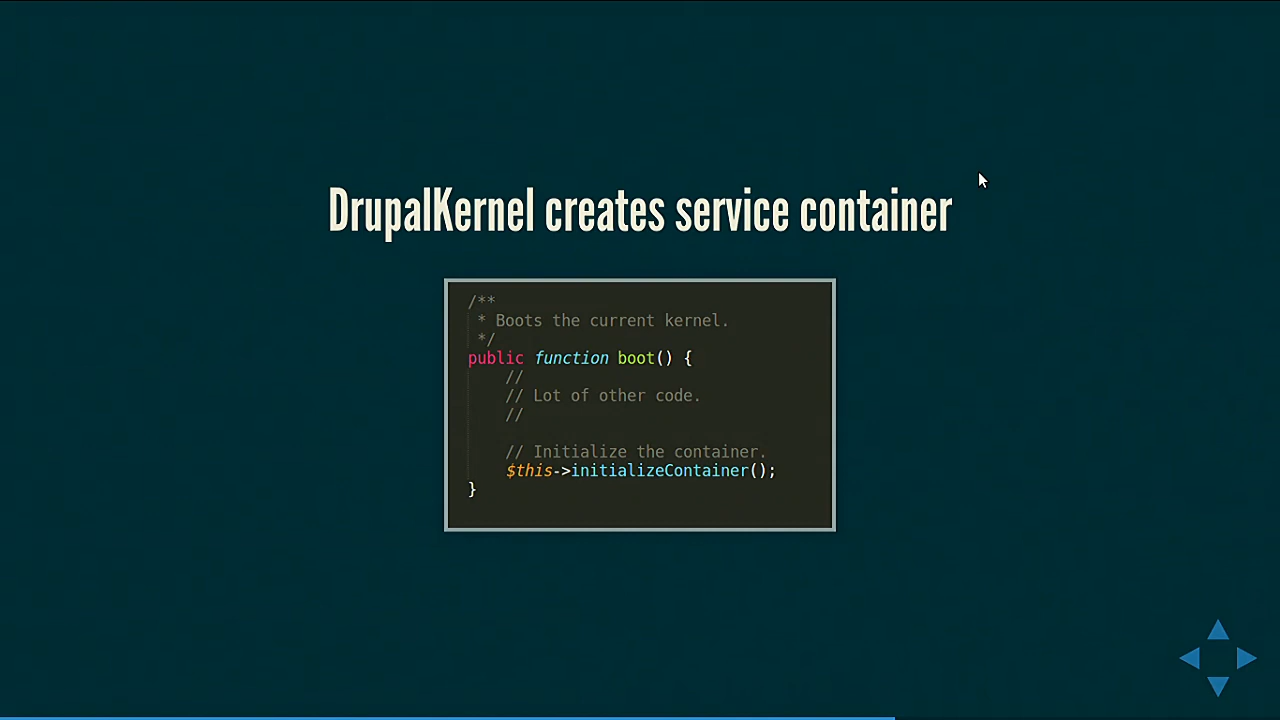 DrupalKernel creates service container
/**
 * Boots the current kernel.
 */
public function boot() {
    //
    // Lot of other code.
    //
    // Initialize the container.
    $this->initializeContainer();
}